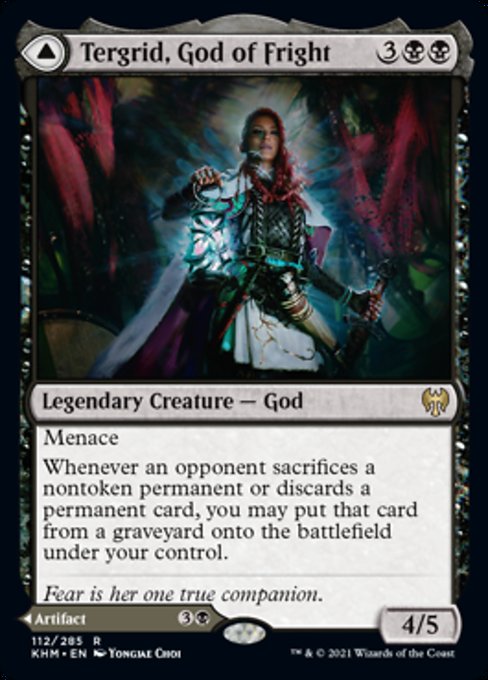 Tergrid, God of Fright 3
Legendary Creature — God
Menace
Whenever an opponent sacrifices a
nontoken permanent or discards a
permanent card, you may put that card
from a graveyard onto the battlefield
under your control.
Fear is her one true companion.
Artifact 3
4/5
112/285 R
KHM • EN Yongjae Choi
™ & © 2021 Wizards of the Coast